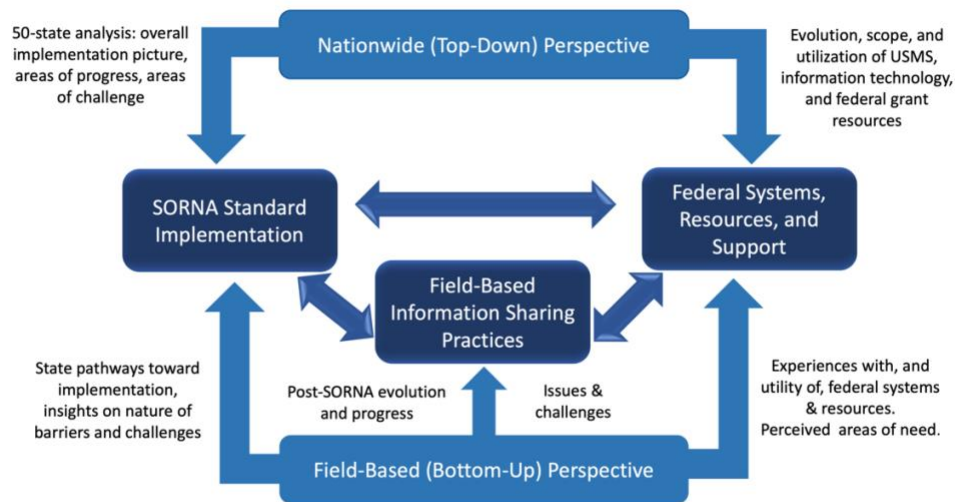 50-state analysis: overall
implementation picture,
areas of progress, areas
of challenge
Nationwide (Top-Down) Perspective
Evolution, scope, and
utilization of USMS,
information technology,
and federal grant
resources
SORNA Standard
Implementation
Federal Systems,
Resources, and
Support
Field-Based
Information Sharing
Practices
State pathways toward
implementation,
insights on nature of
barriers and challenges
Post-SORNA evolution
and progress
Issues &
challenges
Experiences with, and
utility of, federal systems
& resources.
Perceived areas of need.
Field-Based (Bottom-Up) Perspective